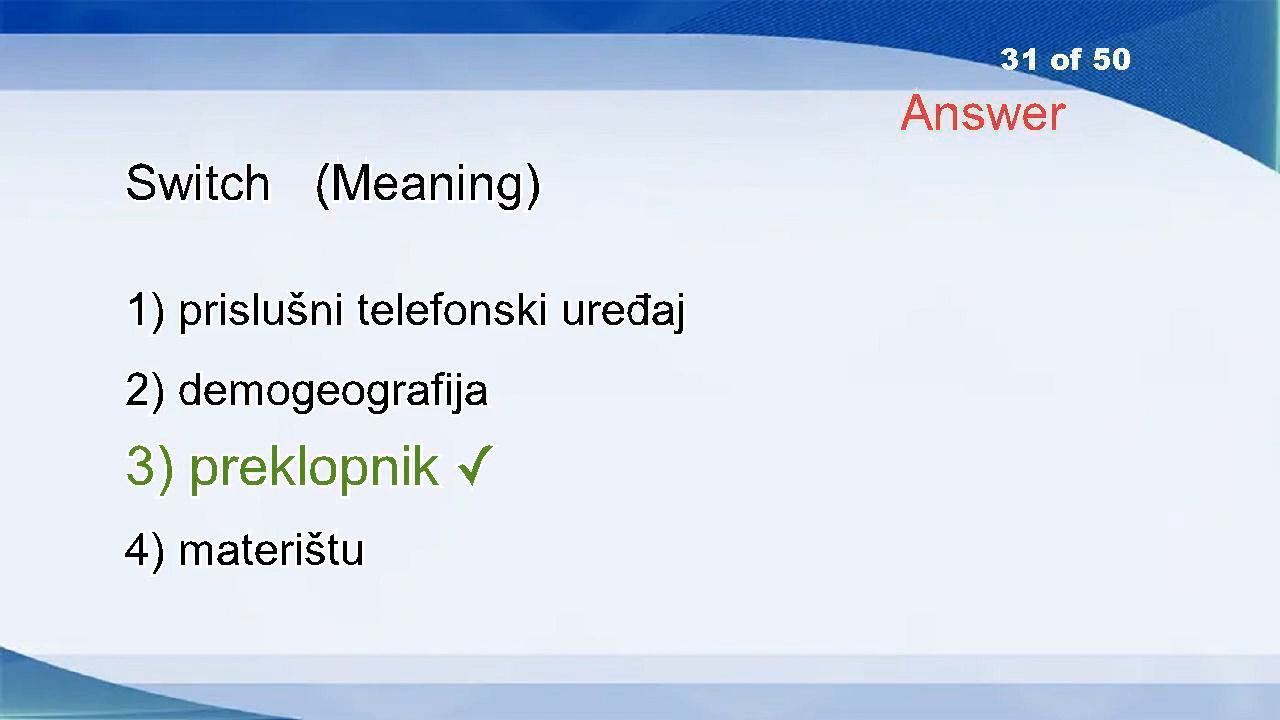 31 of 50
Answer
Switch (Meaning)
1) prislušni telefonski uređaj
2) demogeografija
3) preklopnik ✓
4) materištu